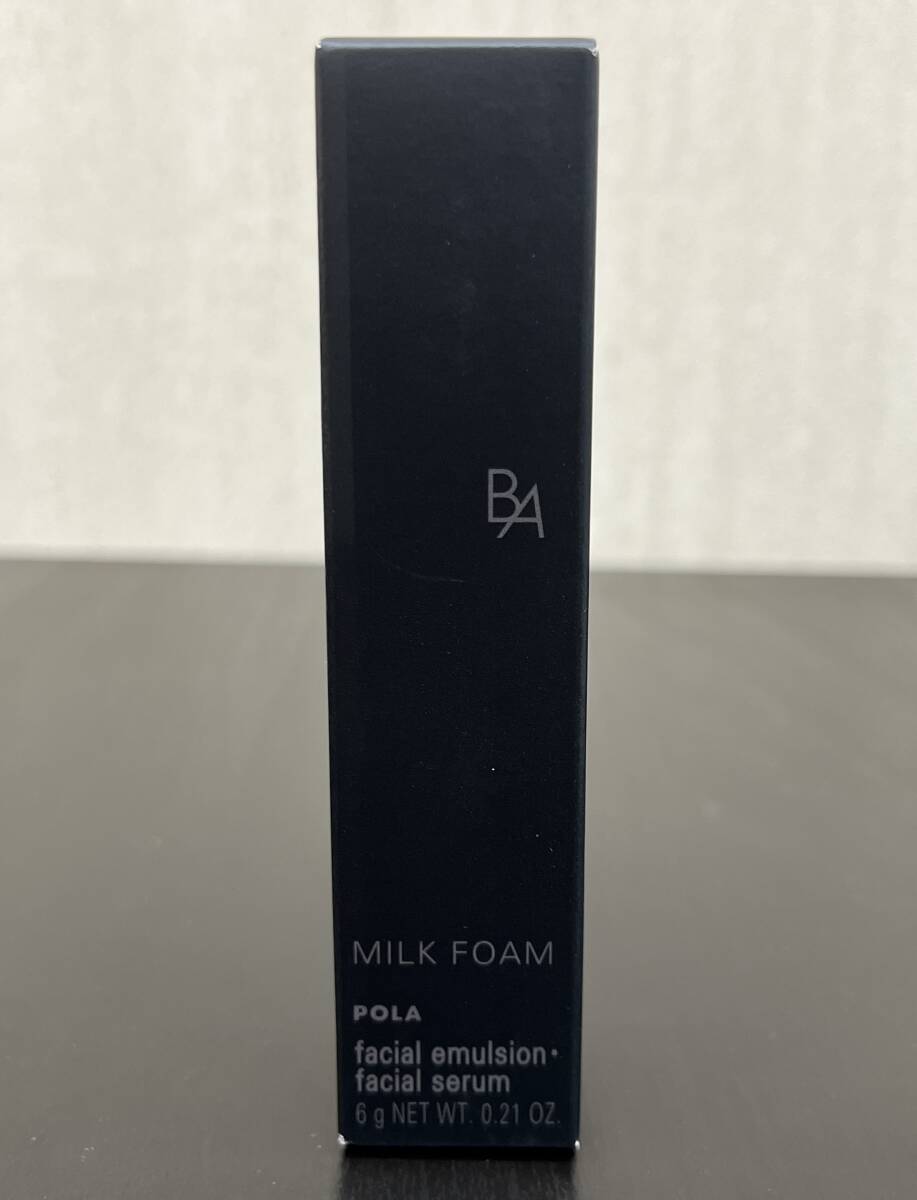 BA
MILK FOAM
POLA
facial emulsion·
facial serum
6 g NET WT. 0.21 OZ.